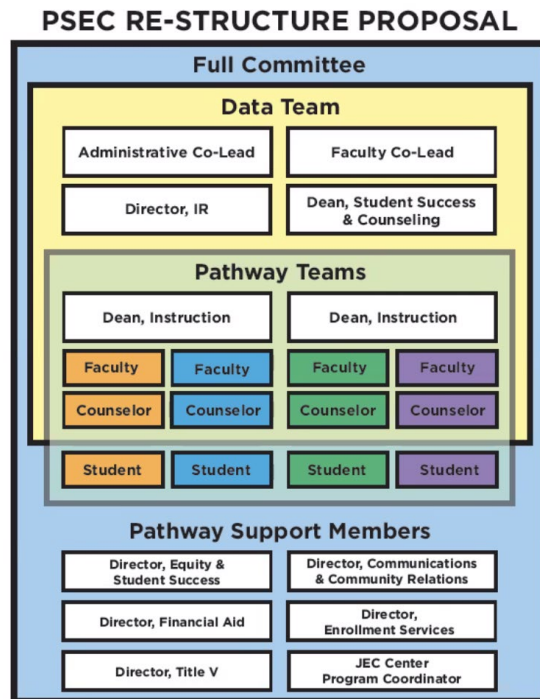 PSEC RE-STRUCTURE PROPOSAL
Full Committee
Data Team
Administrative Co-Lead
Faculty Co-Lead
Director, IR
Dean, Student Success
& Counseling
Pathway Teams
Dean, Instruction
Dean, Instruction
Faculty
Faculty
Faculty
Faculty
Counselor
Counselor
Counselor
Counselor
Student
Student
Student
Student
Pathway Support Members
Director, Equity &
Student Success
Director, Communications
& Community Relations
Director, Financial Aid
Director,
Enrollment Services
Director, Title V
JEC Center
Program Coordinator